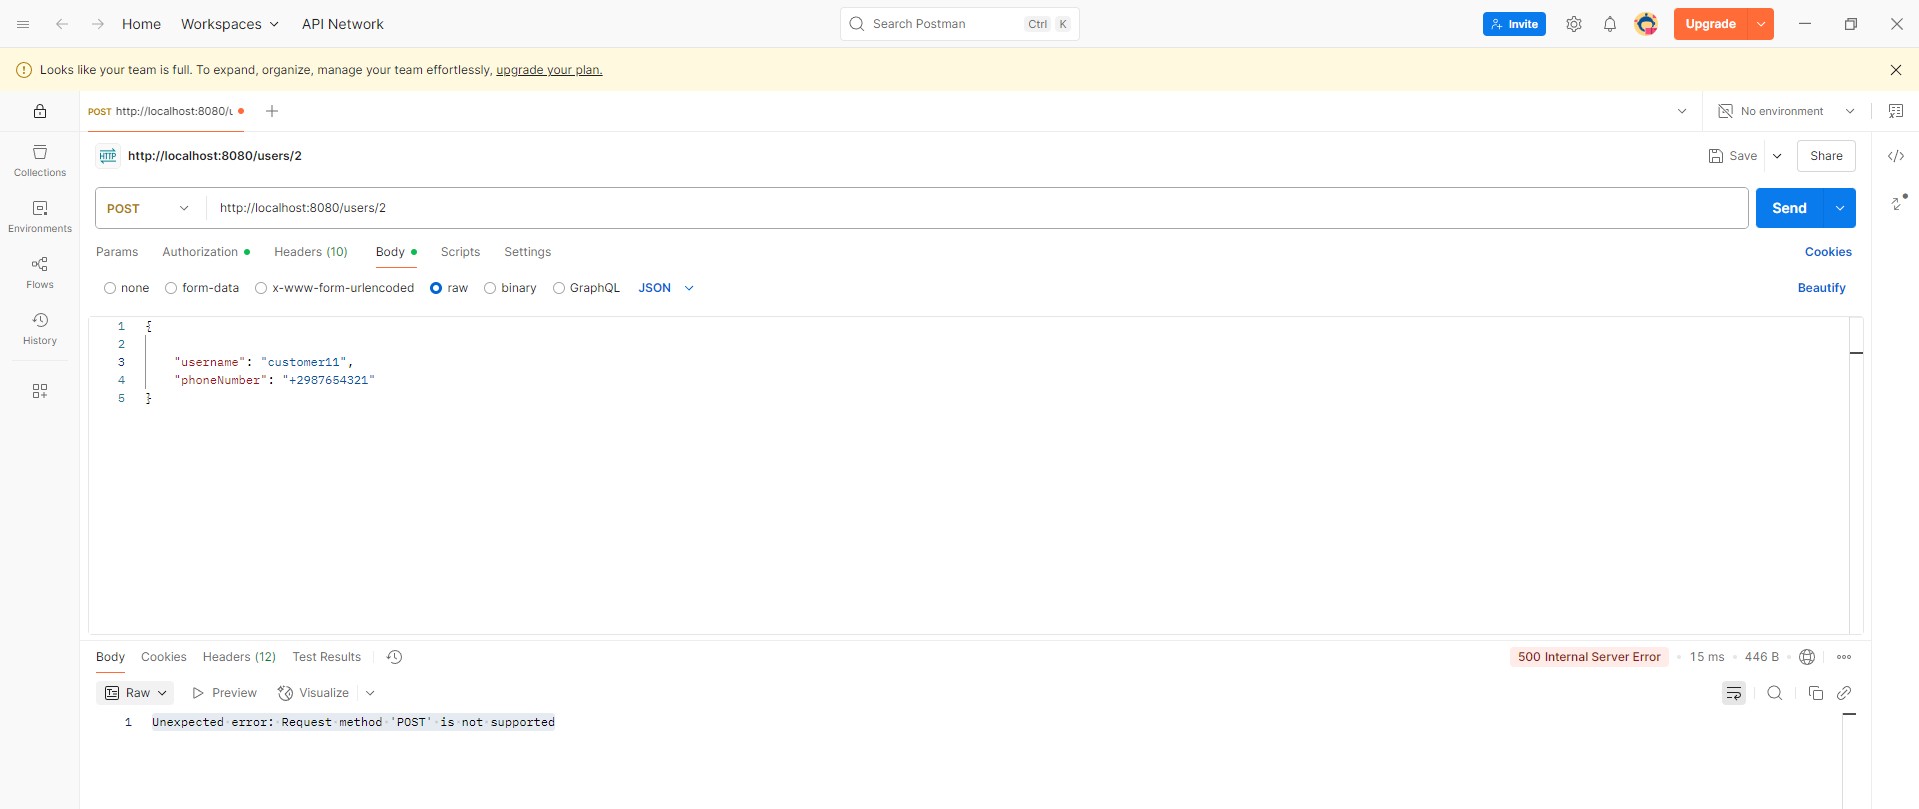 Home Workspaces API Network Search Postman Ctrl K Invite Upgrade
Looks like your team is full. To expand, organize, manage your team effortlessly, upgrade your plan.
POST http://localhost:8080/u No environment
HTTP http://localhost:8080/users/2 Save Share
Collections
POST http://localhost:8080/users/2 Send
Environments
Params Authorization Headers (10) Body Scripts Settings Cookies
Flows
none form-data x-www-form-urlencoded raw binary GraphQL JSON Beautify
History
1 {
2
3 "username": "customer11",
4 "phoneNumber": "+2987654321"
5 }
Body Cookies Headers (12) Test Results 500 Internal Server Error • 15 ms • 446 B
Raw Preview Visualize
1 Unexpected error: Request method 'POST' is not supported